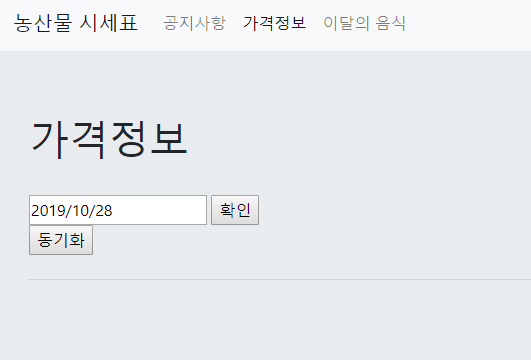 농산물 시세표 공지사항 가격정보 이달의 음식
가격정보
2019/10/28 확인
동기화